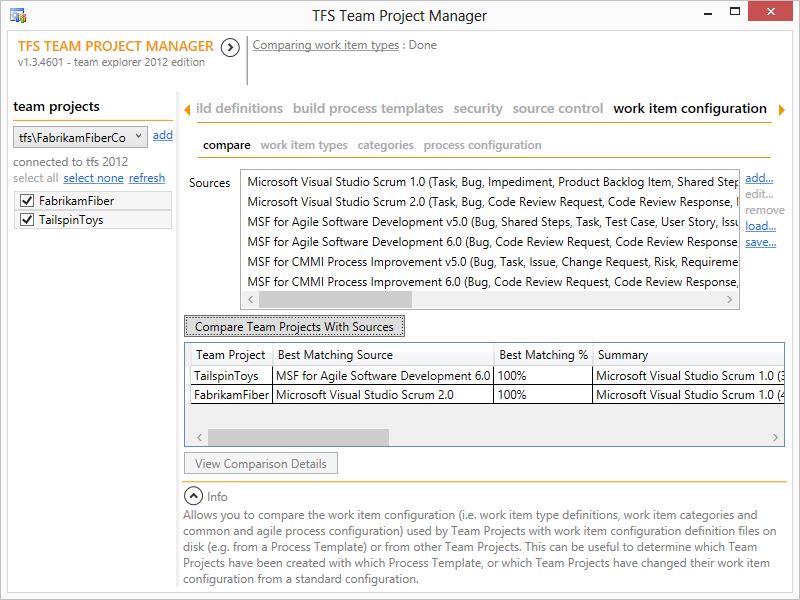 TFS Team Project Manager
TFS TEAM PROJECT MANAGER
v1.3.4601 - team explorer 2012 edition
Comparing work item types : Done
team projects
tfs\FabrikamFiberCo
add
connected to tfs 2012
select all select none refresh
FabrikamFiber
TailspinToys
ild definitions build process templates security source control work item configuration
compare work item types categories process configuration
Sources
Microsoft Visual Studio Scrum 1.0 (Task, Bug, Impediment, Product Backlog Item, Shared Step
Microsoft Visual Studio Scrum 2.0 (Task, Bug, Code Review Request, Code Review Response,
MSF for Agile Software Development v5.0 (Bug, Shared Steps, Task, Test Case, User Story, Issu
MSF for Agile Software Development 6.0 (Bug, Code Review Request, Code Review Response,
MSF for CMMI Process Improvement v5.0 (Bug, Task, Issue, Change Request, Risk, Requireme
MSF for CMMI Process Improvement 6.0 (Bug, Code Review Request, Code Review Response,
add...
edit...
remove
load...
save...
Compare Team Projects With Sources
Team Project Best Matching Source Best Matching % Summary
TailspinToys MSF for Agile Software Development 6.0 100% Microsoft Visual Studio Scrum 1.0 (3
FabrikamFiber Microsoft Visual Studio Scrum 2.0 100% Microsoft Visual Studio Scrum 1.0 (4
View Comparison Details
Info
Allows you to compare the work item configuration (i.e. work item type definitions, work item categories and
common and agile process configuration) used by Team Projects with work item configuration definition files on
disk (e.g. from a Process Template) or from other Team Projects. This can be useful to determine which Team
Projects have been created with which Process Template, or which Team Projects have changed their work item
configuration from a standard configuration.